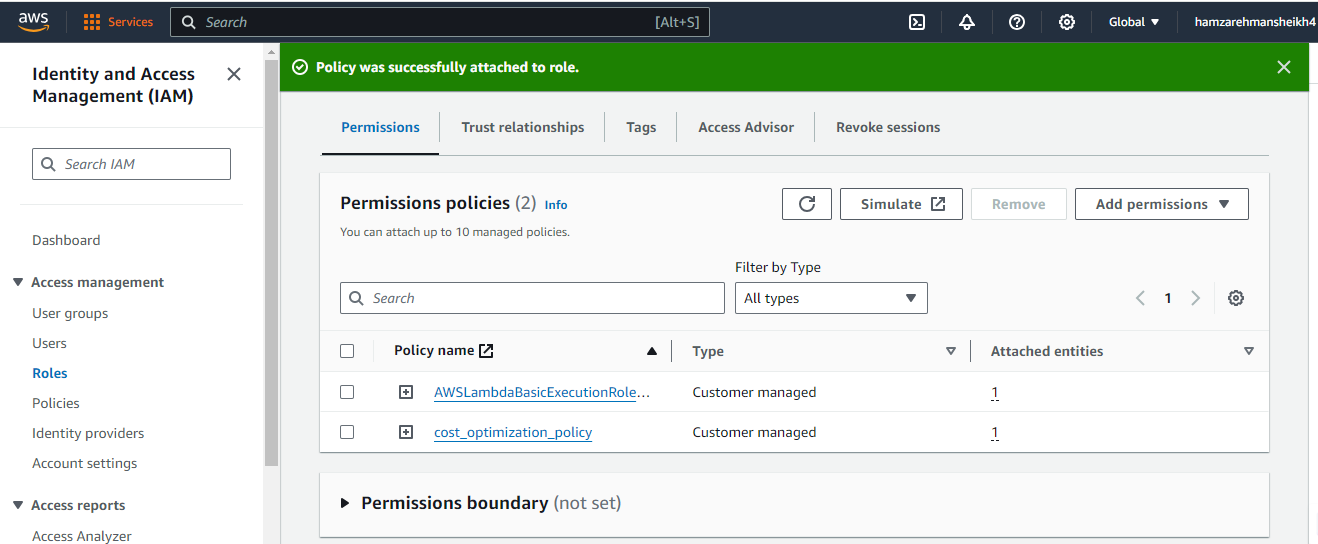 aws
Services
Search
[Alt+S]
Global
hamzarehmansheikh4
Identity and Access
Management (IAM)
Search IAM
Dashboard
Access management
User groups
Users
Roles
Policies
Identity providers
Account settings
Access reports
Access Analyzer
Policy was successfully attached to role.
Permissions
Trust relationships
Tags
Access Advisor
Revoke sessions
Permissions policies (2) Info
You can attach up to 10 managed policies.
Simulate
Remove
Add permissions
Filter by Type
Search
All types
1
Policy name
Type
Attached entities
AWSLambdaBasicExecutionRole...
Customer managed
1
cost_optimization_policy
Customer managed
1
Permissions boundary (not set)